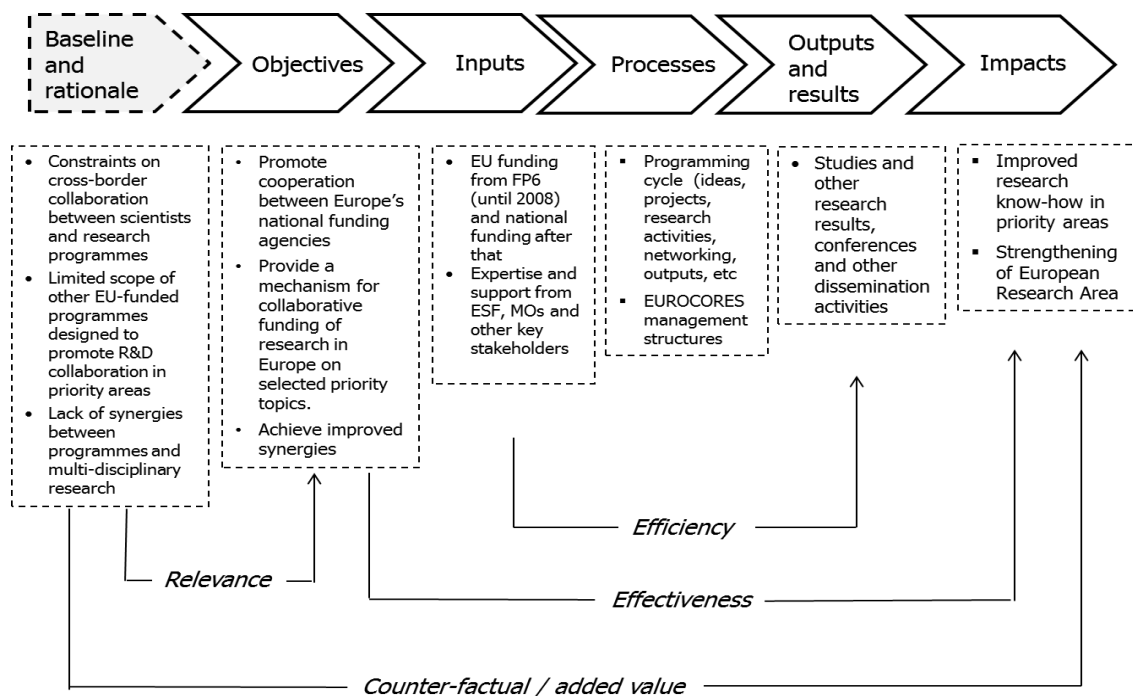 Baseline
and
rationale
Objectives
Inputs
Processes
Outputs
and
results
Impacts
• Constraints on
cross-border
collaboration
between scientists
and research
programmes
• Limited scope of
other EU-funded
programmes
designed to
promote R&D
collaboration in
priority areas
• Lack of synergies
between
programmes and
multi-disciplinary
research
• Promote
cooperation
between Europe's
national funding
agencies
• Provide a
mechanism for
collaborative
funding of
research in
Europe on
selected priority
topics.
• Achieve improved
synergies
• EU funding
from FP6
(until 2008)
and national
funding after
that
• Expertise and
support from
ESF, MOs and
other key
stakeholders
▪ Programming
cycle (ideas,
projects,
research
activities,
networking,
outputs, etc
▪ EUROCORES
management
structures
• Studies and
other
research
results,
conferences
and other
dissemination
activities
▪ Improved
research
know-how in
priority areas
▪ Strengthening
of European
Research Area
Efficiency
Relevance
Effectiveness
Counter-factual / added value